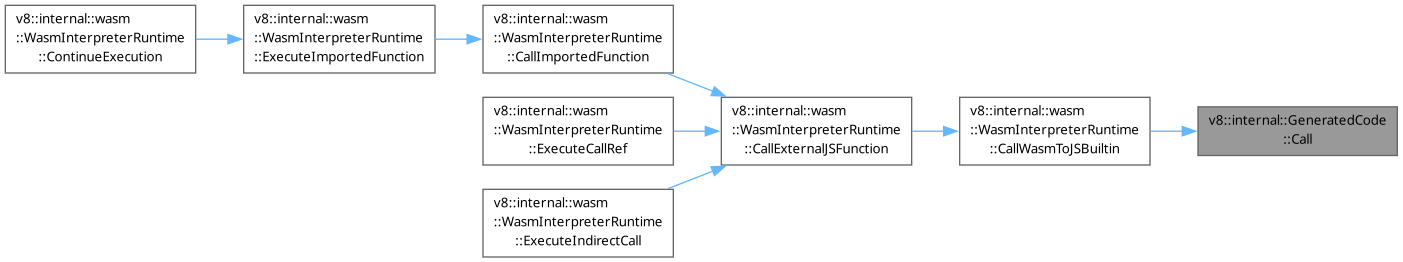 v8::internal::wasm
::WasmInterpreterRuntime
::ContinueExecution
v8::internal::wasm
::WasmInterpreterRuntime
::ExecuteImportedFunction
v8::internal::wasm
::WasmInterpreterRuntime
::CallImportedFunction
v8::internal::wasm
::WasmInterpreterRuntime
::ExecuteCallRef
v8::internal::wasm
::WasmInterpreterRuntime
::ExecuteIndirectCall
v8::internal::wasm
::WasmInterpreterRuntime
::CallExternalJSFunction
v8::internal::wasm
::WasmInterpreterRuntime
::CallWasmToJSBuiltin
v8::internal::GeneratedCode
::Call